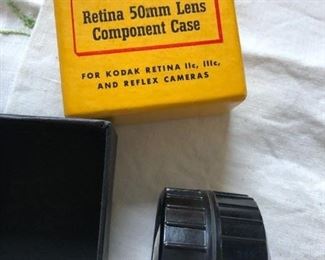 Retina 50mm Lens
Component Case
FOR KODAK RETINA IIc, IIIc,
AND REFLEX CAMERAS